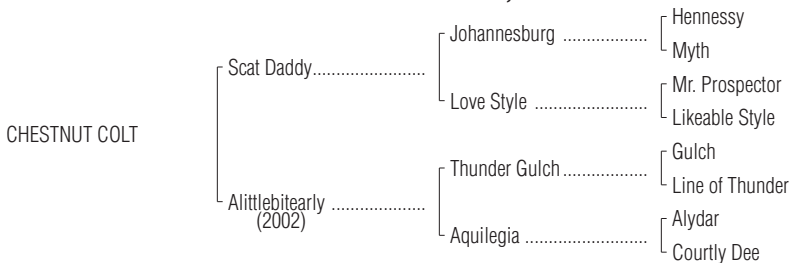 Hennessy
Johannesburg ..................
Myth
Scat Daddy........................
Mr. Prospector
Love Style ........................
Likeable Style
CHESTNUT COLT
Gulch
Thunder Gulch..................
Line of Thunder
Alittlebitearly ....................
(2002)
Alydar
Aquilegia ..........................
Courtly Dee